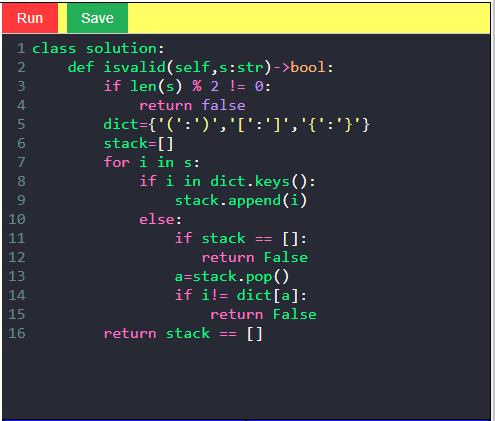 Run Save
1 class solution:
2     def isvalid(self,s:str)->bool:
3         if len(s) % 2 != 0:
4             return false
5         dict={'(':')','[':']','{':'}'}
6         stack=[]
7         for i in s:
8             if i in dict.keys():
9                 stack.append(i)
10             else:
11                 if stack == []:
12                    return False
13                 a=stack.pop()
14                 if i!= dict[a]:
15                     return False
16         return stack == []